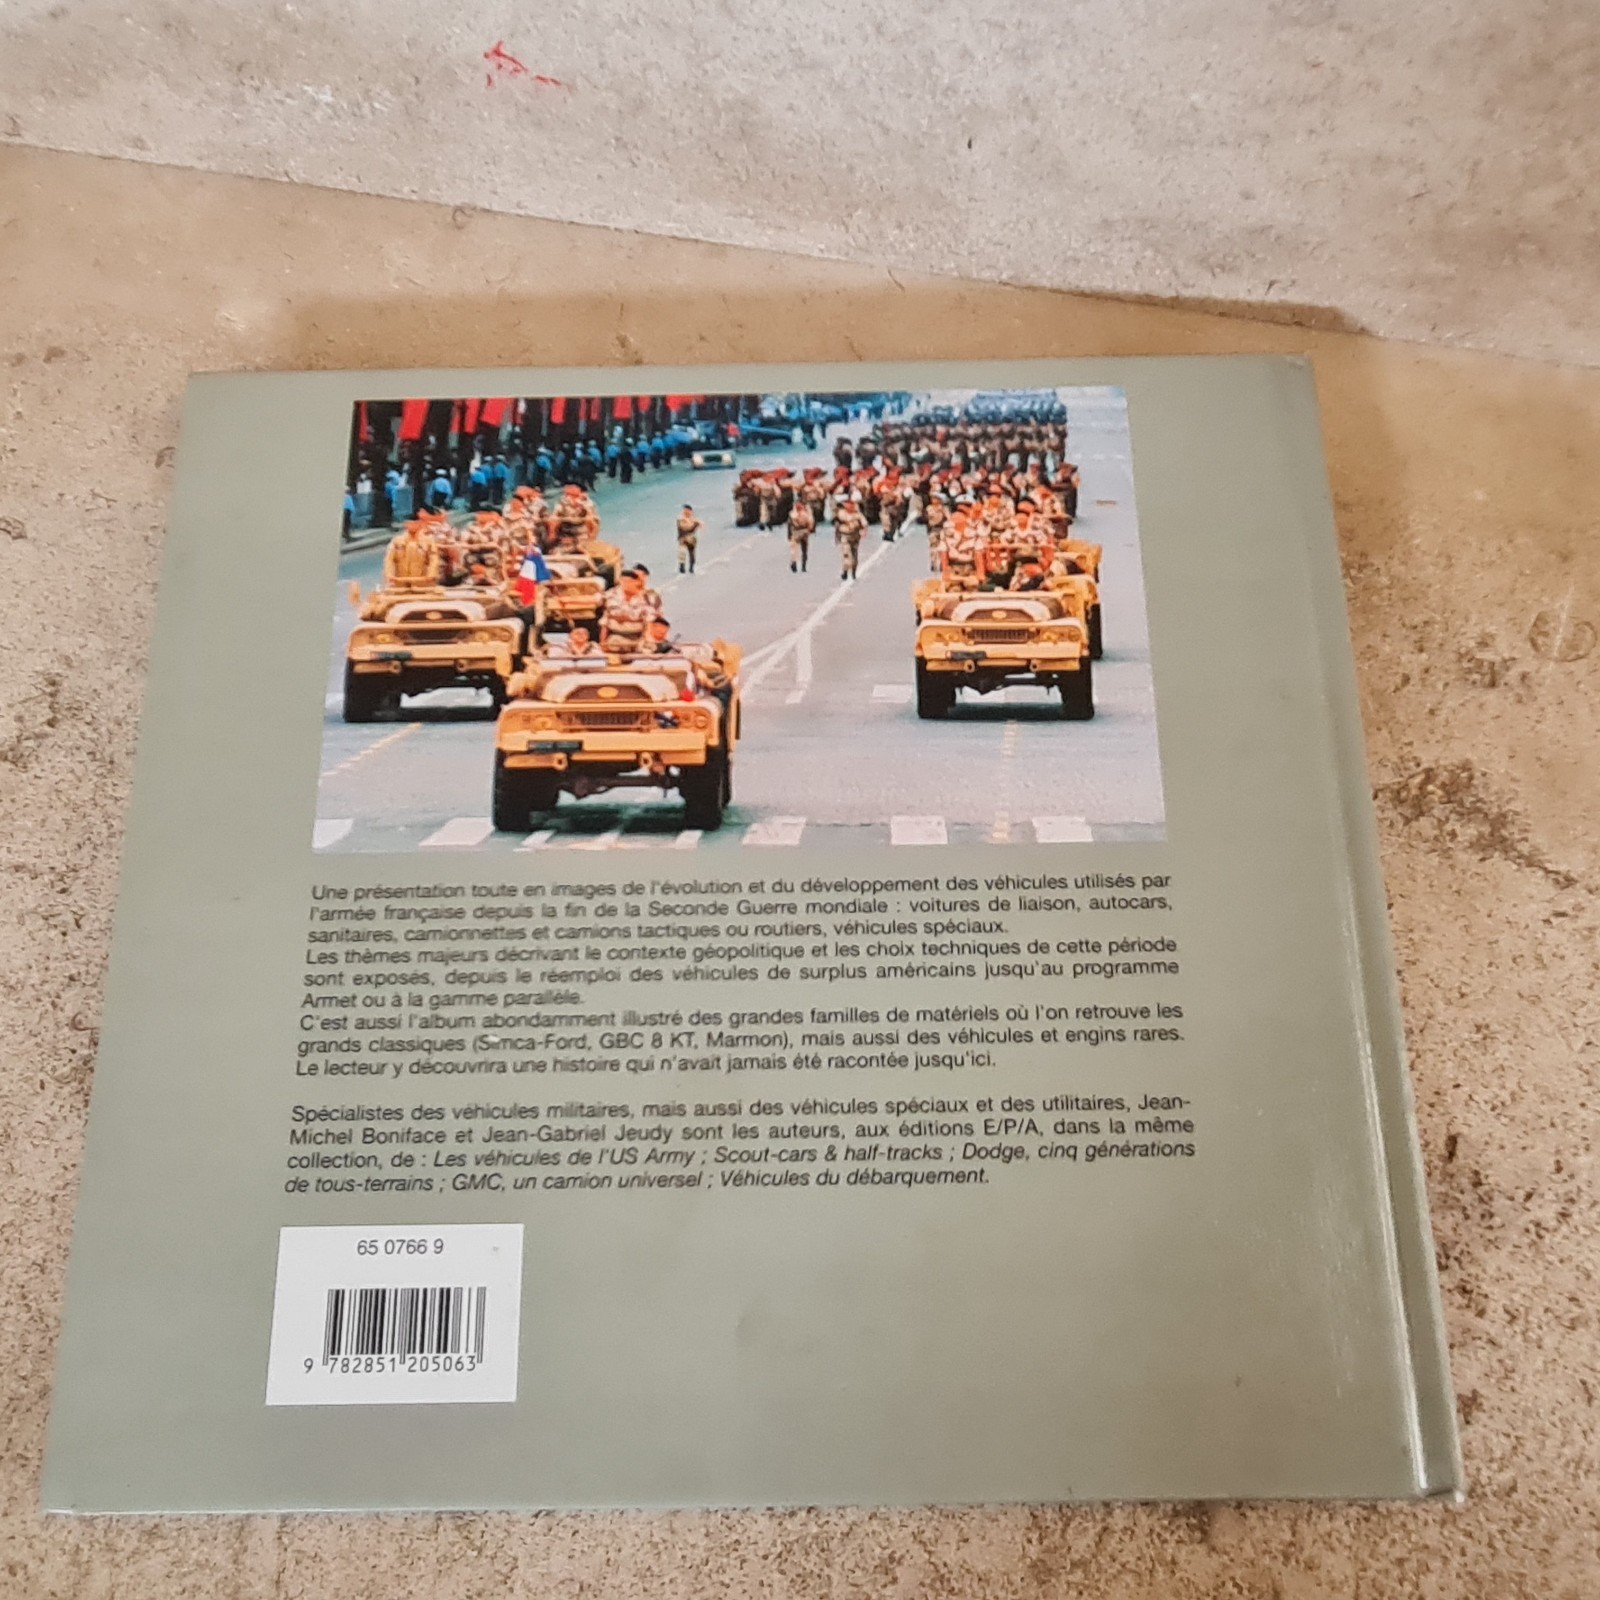 Une présentation toute en images de l'évolution et du développement des véhicules utilisés par
l'armée française depuis la fin de la Seconde Guerre mondiale : voitures de liaison, autocars,
sanitaires, camionnettes et camions tactiques ou routiers, véhicules spéciaux.
Les thèmes majeurs décrivant le contexte géopolitique et les choix techniques de cette période
sont exposés, depuis le réemploi des véhicules de surplus américains jusqu'au programme
Armet ou à la gamme parallèle.
C'est aussi l'album abondamment illustré des grandes familles de matériels où l'on retrouve les
grands classiques (Simca-Ford, GBC 8 KT, Marmon), mais aussi des véhicules et engins rares.
Le lecteur y découvrira une histoire qui n'avait jamais été racontée jusqu'ici.
Spécialistes des véhicules militaires, mais aussi des véhicules spéciaux et des utilitaires, Jean-
Michel Boniface et Jean-Gabriel Jeudy sont les auteurs, aux éditions E/P/A, dans la même
collection, de : Les véhicules de l'US Army ; Scout-cars & half-tracks ; Dodge, cinq générations
de tous-terrains ; GMC, un camion universel ; Véhicules du débarquement.
65 0766 9
9 782851 205063